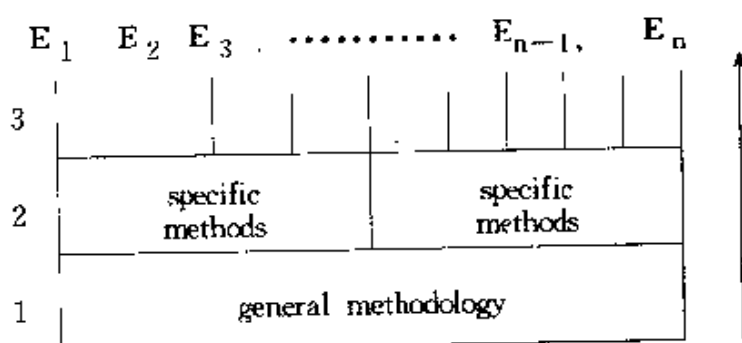 E1 E2 E3 . .......... En-1, En
3
specific methods specific methods
2
general methodology
1